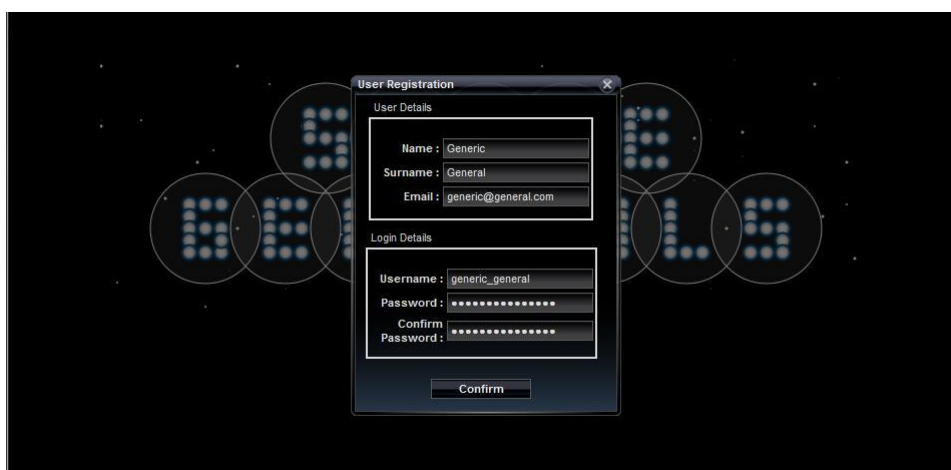 User Registration
User Details
Name : Generic
Surname : General
Email : generic@general.com
Login Details
Username : generic_general
Password : •••••••••••••••
Confirm
Password : •••••••••••••••
Confirm